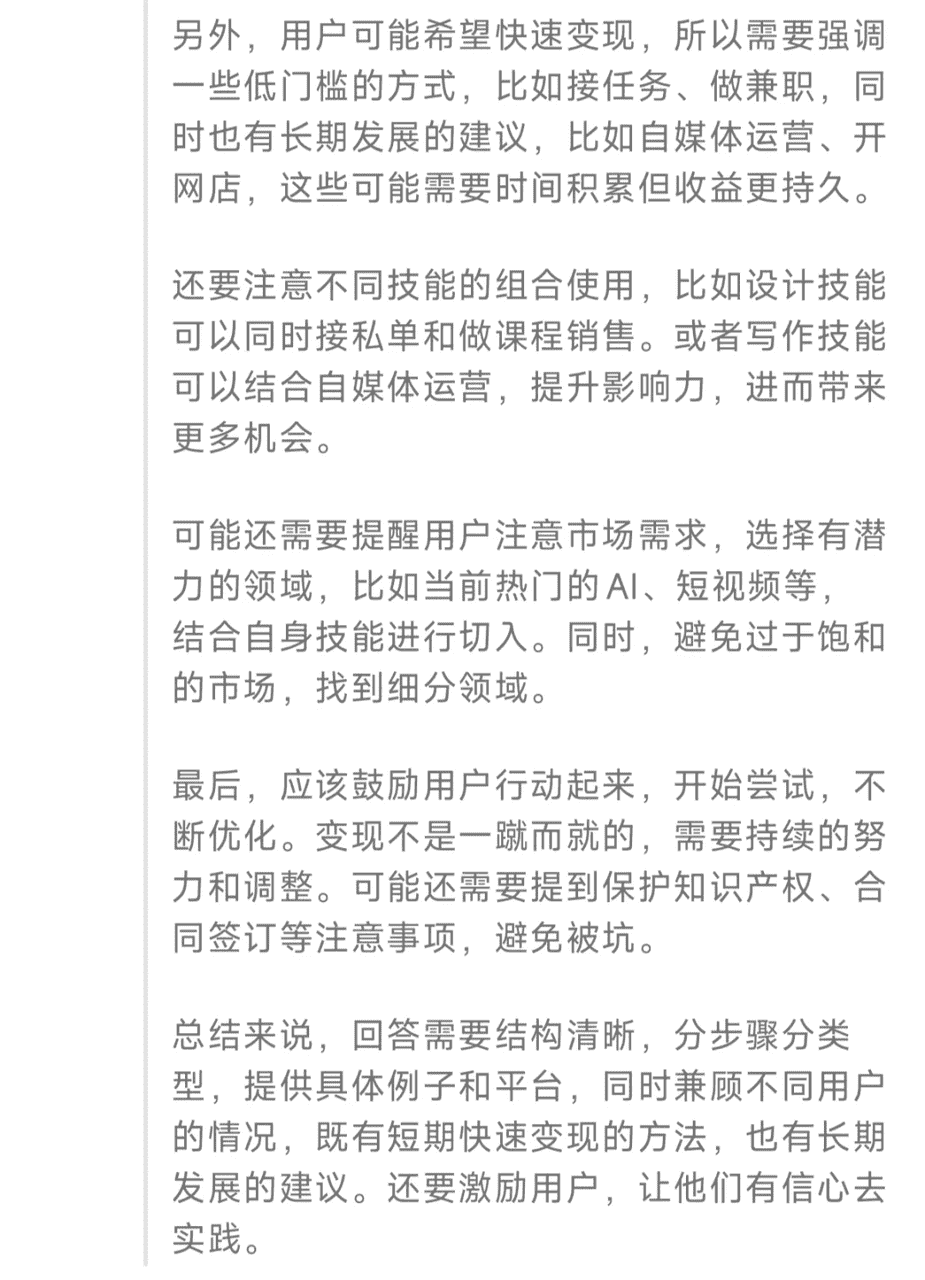 另外，用户可能希望快速变现，所以需要强调
一些低门槛的方式，比如接任务、做兼职，同
时也有长期发展的建议，比如自媒体运营、开
网店，这些可能需要时间积累但收益更持久。
还要注意不同技能的组合使用，比如设计技能
可以同时接私单和做课程销售。或者写作技能
可以结合自媒体运营，提升影响力，进而带来
更多机会。
可能还需要提醒用户注意市场需求，选择有潜
力的领域，比如当前热门的AI、短视频等，
结合自身技能进行切入。同时，避免过于饱和
的市场，找到细分领域。
最后，应该鼓励用户行动起来，开始尝试，不
断优化。变现不是一蹴而就的，需要持续的努
力和调整。可能还需要提到保护知识产权、合
同签订等注意事项，避免被坑。
总结来说，回答需要结构清晰，分步骤分类
型，提供具体例子和平台，同时兼顾不同用户
的情况，既有短期快速变现的方法，也有长期
发展的建议。还要激励用户，让他们有信心去
实践。